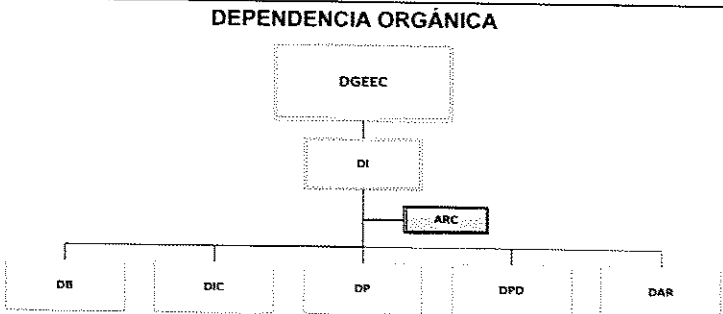 DEPENDENCIA ORGÁNICA
DGEEC
DI
ARC
DB DIC DP DPD DAR